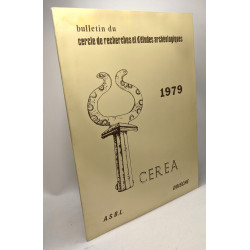 bulletin du
cercle de recherches et d'études archéologiques
1979
CEREA
A.S.B.L.